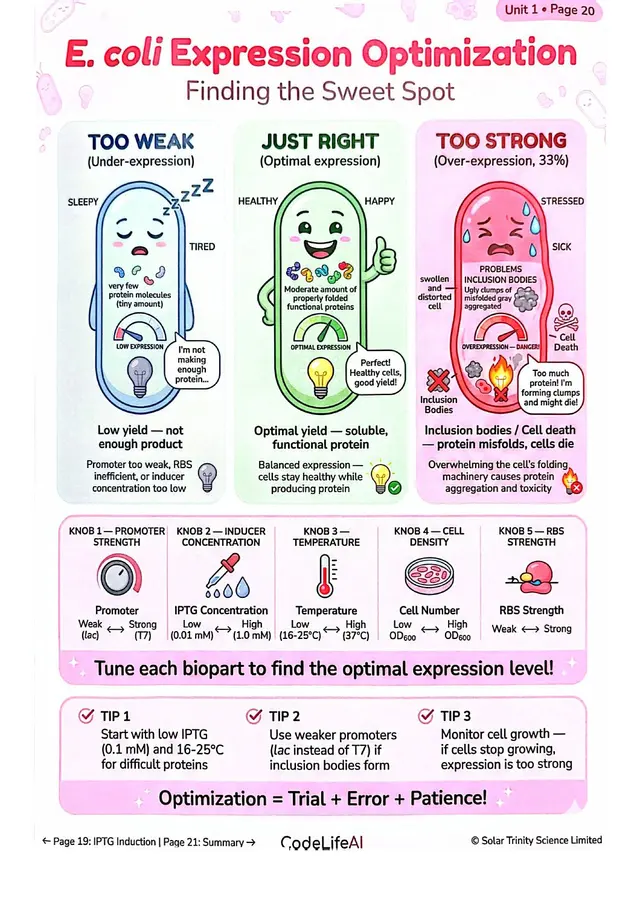 Unit 1 • Page 20
E. coli Expression Optimization
Finding the Sweet Spot
TOO WEAK
(Under-expression)
SLEEPY
zZZZZ
TIRED
very few
protein molecules
(tiny amount)
LOW EXPRESSION
I'm not
making
enough
protein...
Low yield — not
enough product
Promoter too weak, RBS
inefficient, or inducer
concentration too low
JUST RIGHT
(Optimal expression)
HEALTHY
HAPPY
Moderate amount of
properly folded
functional proteins
OPTIMAL EXPRESSION
Perfect!
Healthy cells,
good yield!
Optimal yield — soluble,
functional protein
Balanced expression —
cells stay healthy while
producing protein
TOO STRONG
(Over-expression, 33%)
STRESSED
SICK
PROBLEMS
INCLUSION BODIES
Ugly clumps of
misfolded gray
aggregated
swollen
and
distorted
cell
Cell
Death
OVEREXPRESSION — DANGER!
Too much
protein! I'm
forming clumps
and might die!
Inclusion
Bodies
Inclusion bodies / Cell death
— protein misfolds, cells die
Overwhelming the cell's folding
machinery causes protein
aggregation and toxicity
KNOB 1 — PROMOTER
STRENGTH
Promoter
Weak ⟷ Strong
(lac) (T7)
KNOB 2 — INDUCER
CONCENTRATION
IPTG Concentration
Low ⟷ High
(0.01 mM) (1.0 mM)
KNOB 3 —
TEMPERATURE
Temperature
Low ⟷ High
(16-25°C) (37°C)
KNOB 4 — CELL
DENSITY
Cell Number
Low ⟷ High
OD₆₀₀ OD₆₀₀
KNOB 5 — RBS
STRENGTH
RBS Strength
Weak ⟷ Strong
Tune each biopart to find the optimal expression level!
TIP 1
Start with low IPTG
(0.1 mM) and 16-25°C
for difficult proteins
TIP 2
Use weaker promoters
(lac instead of T7) if
inclusion bodies form
TIP 3
Monitor cell growth —
if cells stop growing,
expression is too strong
Optimization = Trial + Error + Patience!
← Page 19: IPTG Induction | Page 21: Summary →
CodeLifeAI
© Solar Trinity Science Limited